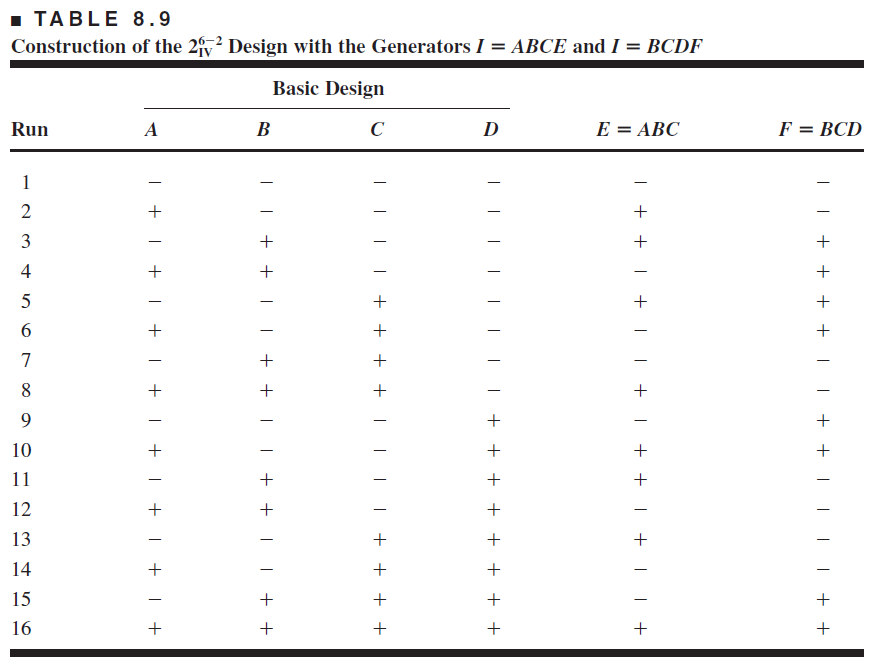 ■ TABLE 8.9
Construction of the 2^{6−2}_{IV} Design with the Generators I = ABCE and I = BCDF
Basic Design
Run A B C D E = ABC F = BCD
1 − − − − − −
2 + − − − + −
3 − + − − + +
4 + + − − − +
5 − − + − + +
6 + − + − − +
7 − + + − − −
8 + + + − + −
9 − − − + − +
10 + − − + + +
11 − + − + + −
12 + + − + − −
13 − − + + + −
14 + − + + − −
15 − + + + − +
16 + + + + + +